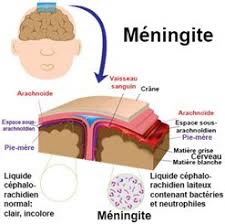 Méningite
Vaisseau
sanguin
Crâne
Arachnoïde
Arachnoïde
Espace sous-
arachnoïdien
Espace sous-
arachnoïdien
Pie-mère
Pie-mère
Matière grise
Cerveau
Matière blanche
Liquide
céphalo-
rachidien
normal:
clair, incolore
Liquide céphalo-
rachidien laiteux
contenant bactéries
et neutrophiles
Méningite